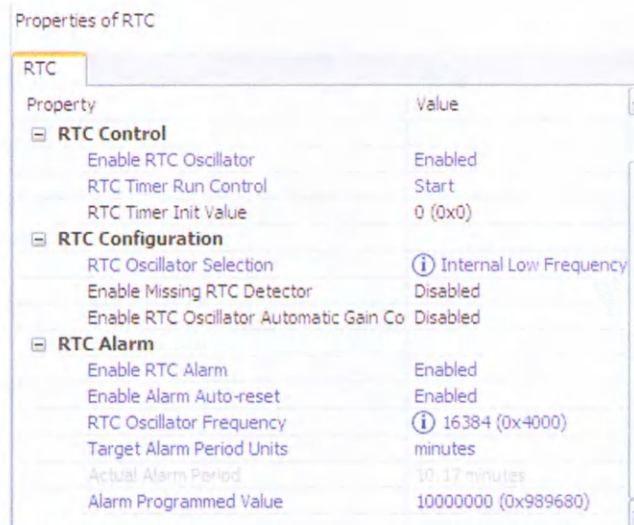 Properties of RTC
RTC
Property Value
RTC Control
Enable RTC Oscillator Enabled
RTC Timer Run Control Start
RTC Timer Init Value 0 (0x0)
RTC Configuration
RTC Oscillator Selection Internal Low Frequency
Enable Missing RTC Detector Disabled
Enable RTC Oscillator Automatic Gain Co Disabled
RTC Alarm
Enable RTC Alarm Enabled
Enable Alarm Auto-reset Enabled
RTC Oscillator Frequency 16384 (0x4000)
Target Alarm Period Units minutes
Actual Alarm Period 10.17 minutes
Alarm Programmed Value 10000000 (0x989680)